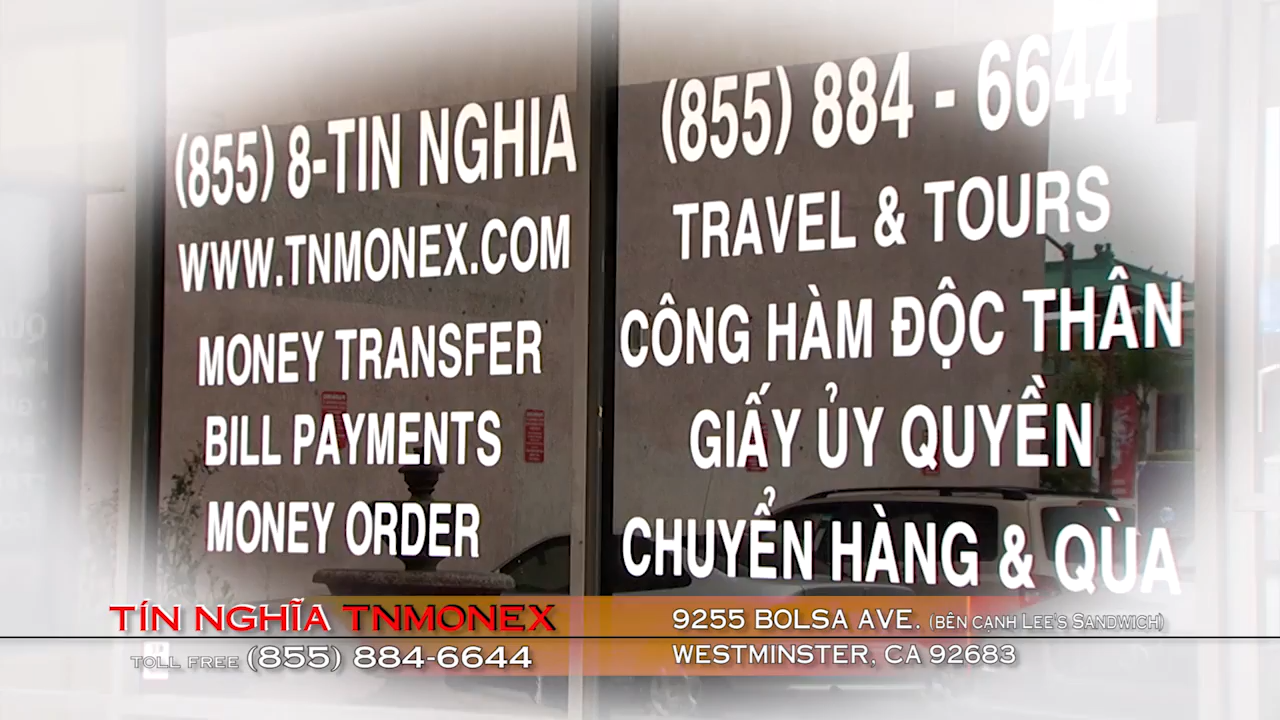 (855) 8-TIN NGHIA
WWW.TNMONEX.COM
MONEY TRANSFER
BILL PAYMENTS
MONEY ORDER
(855) 884 - 6644
TRAVEL & TOURS
CÔNG HÀM ĐỘC THÂN
GIẤY ỦY QUYỀN
CHUYỂN HÀNG & QÙA
TÍN NGHĨA TNMONEX
TOLL FREE (855) 884-6644
9255 BOLSA AVE. (BÊN CẠNH LEE'S SANDWICH)
WESTMINSTER, CA 92683